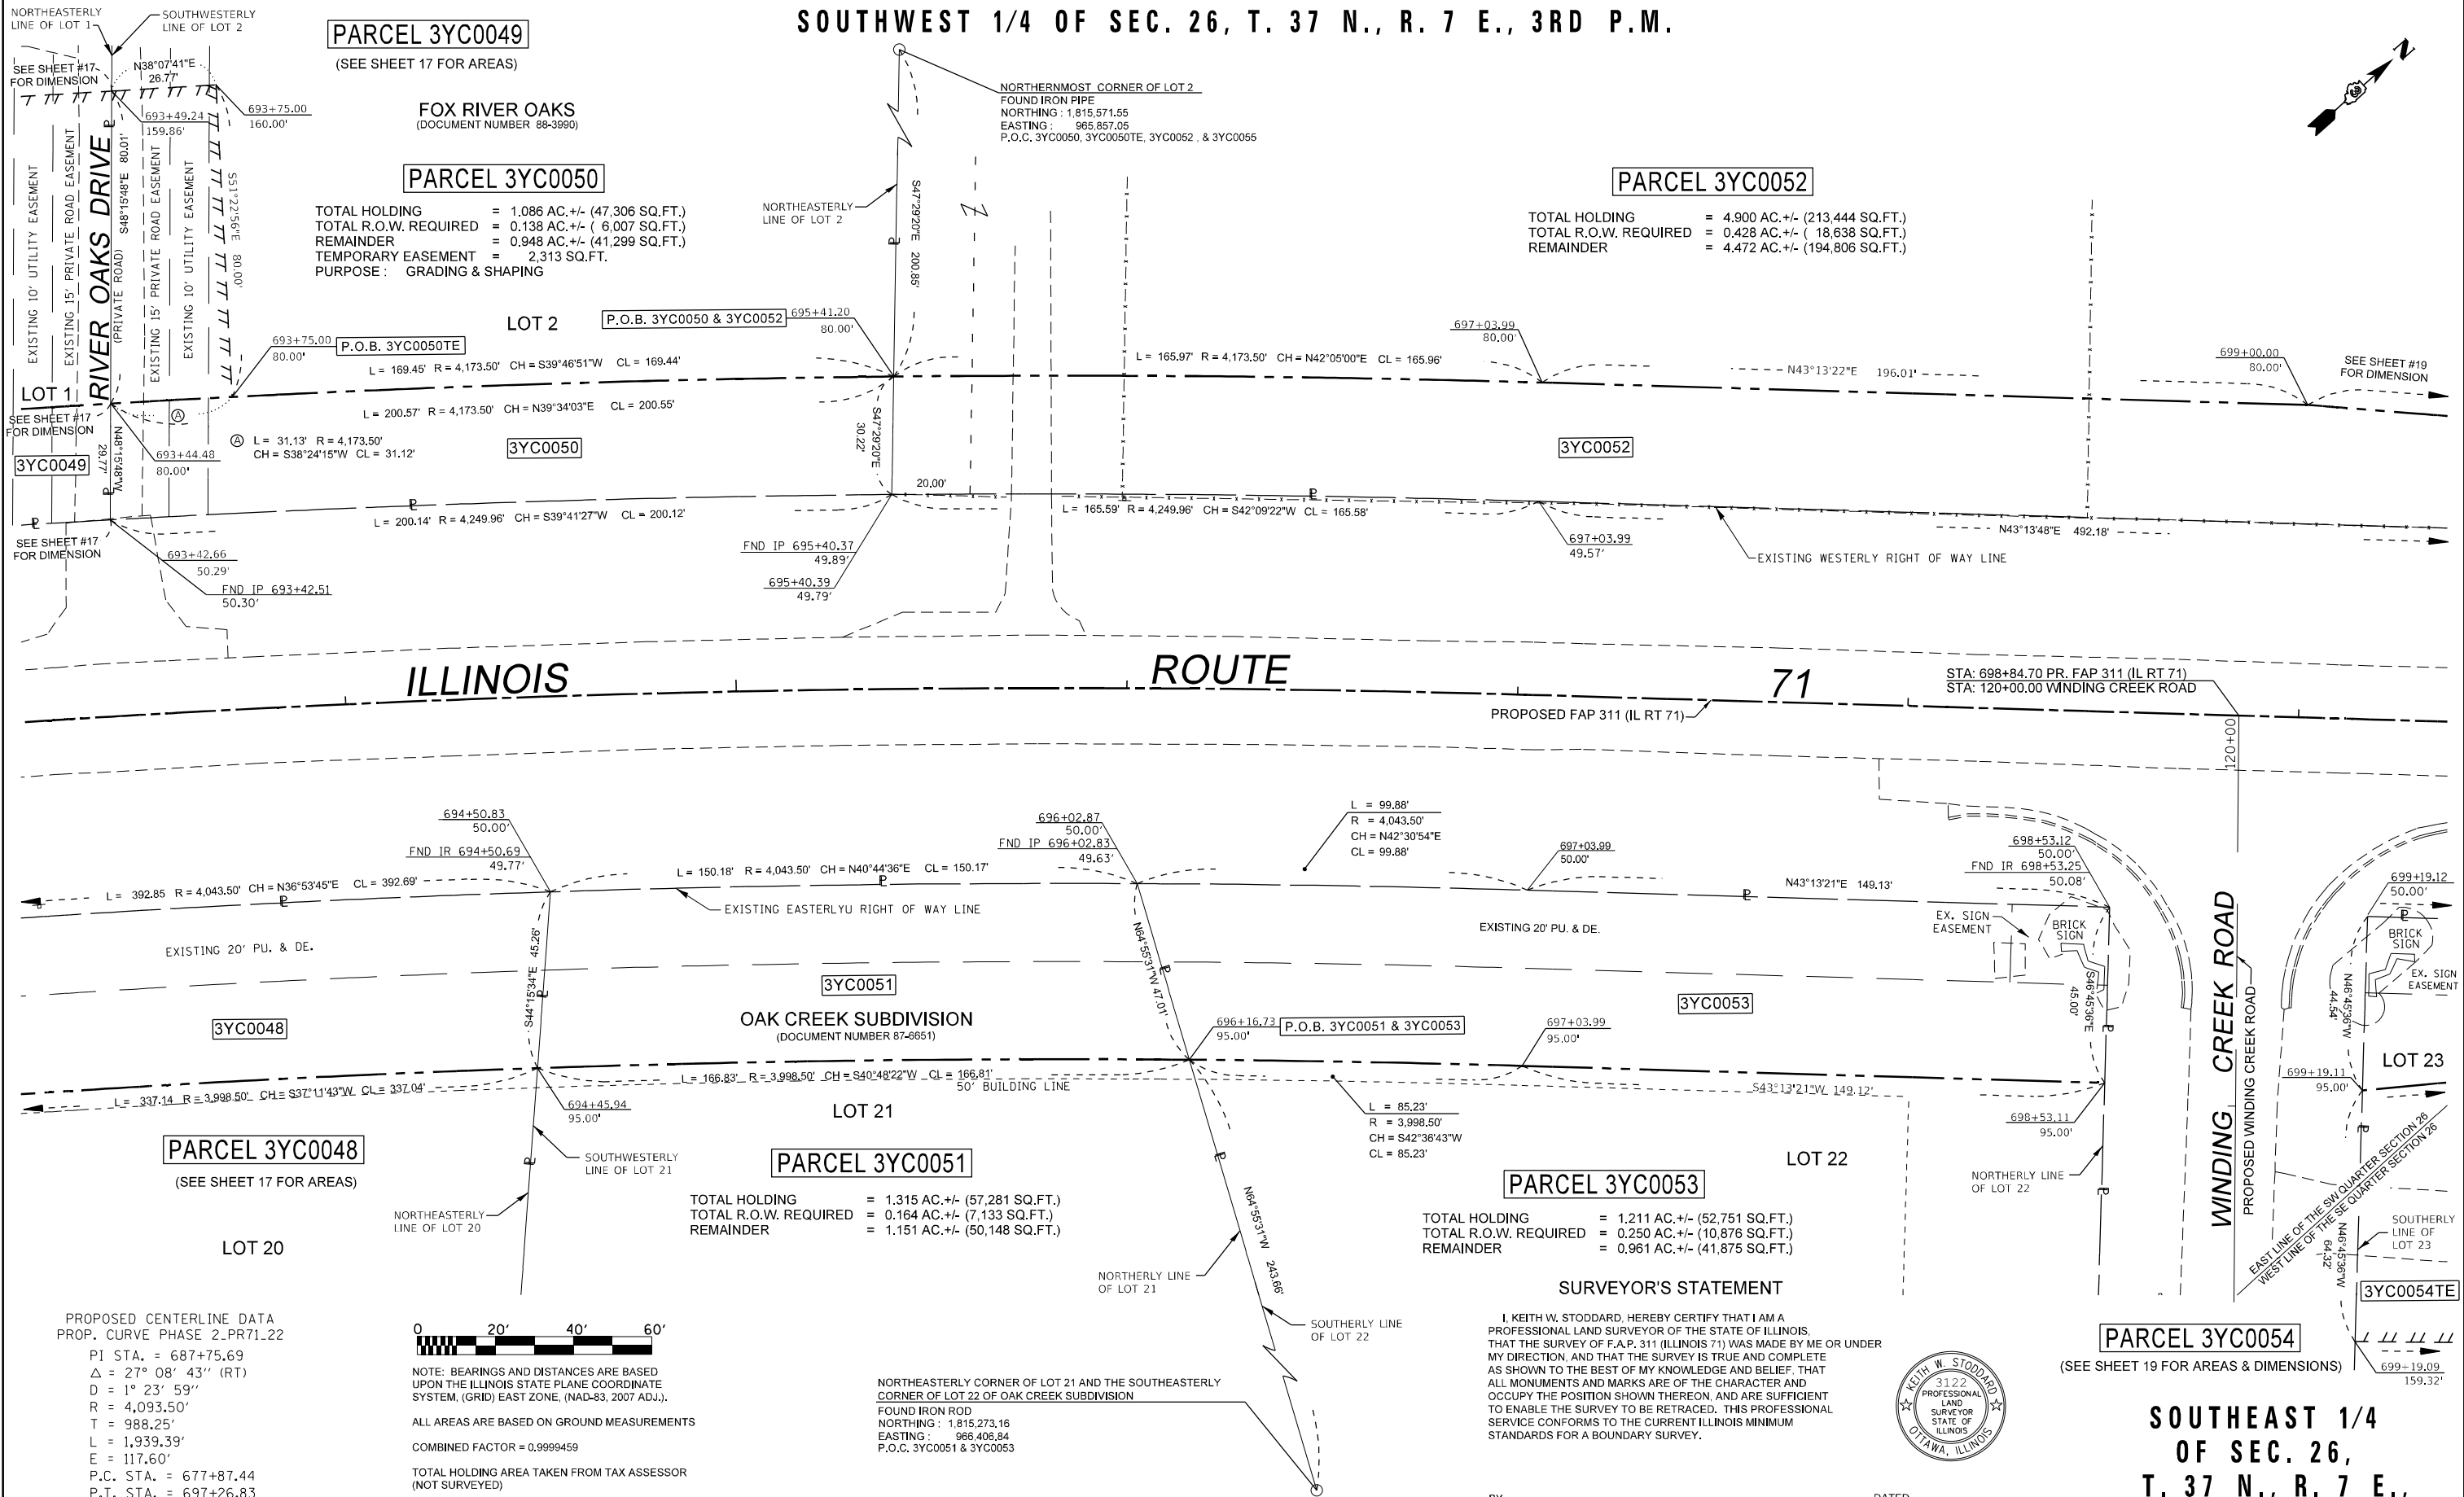 SOUTHWEST 1/4 OF SEC. 26, T. 37 N., R. 7 E., 3RD P.M.
NORTHEASTERLY
LINE OF LOT 1
SOUTHWESTERLY
LINE OF LOT 2
PARCEL 3YC0049
(SEE SHEET 17 FOR AREAS)
SEE SHEET #17
FOR DIMENSION
N38°07'41"E
26.77'
693+75.00
160.00'
693+49.24
159.86'
FOX RIVER OAKS
(DOCUMENT NUMBER 88-3990)
NORTHERNMOST CORNER OF LOT 2
FOUND IRON PIPE
NORTHING : 1,815,571.55
EASTING : 965,857.05
P.O.C. 3YC0050, 3YC0050TE, 3YC0052 , & 3YC0055
N
EXISTING 10' UTILITY EASEMENT
EXISTING 15' PRIVATE ROAD EASEMENT
RIVER OAKS DRIVE
(PRIVATE ROAD)
S48°15'48"E 80.01'
EXISTING 15' PRIVATE ROAD EASEMENT
EXISTING 10' UTILITY EASEMENT
S51°22'56"E 80.00'
PARCEL 3YC0050
TOTAL HOLDING = 1.086 AC.+/- (47,306 SQ.FT.)
TOTAL R.O.W. REQUIRED = 0.138 AC.+/- ( 6,007 SQ.FT.)
REMAINDER = 0.948 AC.+/- (41,299 SQ.FT.)
TEMPORARY EASEMENT = 2,313 SQ.FT.
PURPOSE : GRADING & SHAPING
NORTHEASTERLY
LINE OF LOT 2
S47°29'20"E 200.85'
PARCEL 3YC0052
TOTAL HOLDING = 4.900 AC.+/- (213,444 SQ.FT.)
TOTAL R.O.W. REQUIRED = 0.428 AC.+/- ( 18,638 SQ.FT.)
REMAINDER = 4.472 AC.+/- (194,806 SQ.FT.)
LOT 2
P.O.B. 3YC0050 & 3YC0052
695+41.20
80.00'
693+75.00
80.00'
P.O.B. 3YC0050TE
L = 169.45' R = 4,173.50' CH = S39°46'51"W CL = 169.44'
L = 165.97' R = 4,173.50' CH = N42°05'00"E CL = 165.96'
697+03.99
80.00'
N43°13'22"E 196.01'
699+00.00
80.00'
SEE SHEET #19
FOR DIMENSION
LOT 1
SEE SHEET #17
FOR DIMENSION
A
L = 200.57' R = 4,173.50' CH = N39°34'03"E CL = 200.55'
A L = 31.13' R = 4,173.50'
CH = S38°24'15"W CL = 31.12'
3YC0049
N48°15'48"W
29.77'
693+44.48
80.00'
3YC0050
S47°29'20"E
30.22'
3YC0052
20.00'
L = 200.14' R = 4,249.96' CH = S39°41'27"W CL = 200.12'
L = 165.59' R = 4,249.96' CH = S42°09'22"W CL = 165.58'
N43°13'48"E 492.18'
SEE SHEET #17
FOR DIMENSION
693+42.66
50.29'
FND IP 693+42.51
50.30'
FND IP 695+40.37
49.89'
695+40.39
49.79'
697+03.99
49.57'
EXISTING WESTERLY RIGHT OF WAY LINE
ILLINOIS ROUTE 71
STA: 698+84.70 PR. FAP 311 (IL RT 71)
STA: 120+00.00 WINDING CREEK ROAD
PROPOSED FAP 311 (IL RT 71)
120+00
694+50.83
50.00'
FND IR 694+50.69
49.77'
696+02.87
50.00'
FND IP 696+02.83
49.63'
L = 99.88'
R = 4,043.50'
CH = N42°30'54"E
CL = 99.88'
697+03.99
50.00'
698+53.12
50.00'
FND IR 698+53.25
50.08'
699+19.12
50.00'
L = 392.85 R = 4,043.50' CH = N36°53'45"E CL = 392.69'
L = 150.18' R = 4,043.50' CH = N40°44'36"E CL = 150.17'
N43°13'21"E 149.13'
EXISTING EASTERLYU RIGHT OF WAY LINE
EXISTING 20' PU. & DE.
EXISTING 20' PU. & DE.
EX. SIGN
EASEMENT
BRICK
SIGN
BRICK
SIGN
EX. SIGN
EASEMENT
S44°15'34"E 45.26'
N64°55'31"W 47.01'
S46°45'36"E
45.00'
WINDING CREEK ROAD
PROPOSED WINDING CREEK ROAD
N46°45'36"W
44.54'
3YC0048
3YC0051
3YC0053
OAK CREEK SUBDIVISION
(DOCUMENT NUMBER 87-6651)
696+16.73
95.00'
P.O.B. 3YC0051 & 3YC0053
697+03.99
95.00'
LOT 23
699+19.11
95.00'
L = 337.14 R = 3,998.50' CH = S37°11'43"W CL = 337.04'
L = 166.83' R = 3,998.50' CH = S40°48'22"W CL = 166.81'
50' BUILDING LINE
S43°13'21"W 149.12'
694+45.94
95.00'
LOT 21
L = 85.23'
R = 3,998.50'
CH = S42°36'43"W
CL = 85.23'
698+53.11
95.00'
PARCEL 3YC0048
(SEE SHEET 17 FOR AREAS)
SOUTHWESTERLY
LINE OF LOT 21
PARCEL 3YC0051
TOTAL HOLDING = 1.315 AC.+/- (57,281 SQ.FT.)
TOTAL R.O.W. REQUIRED = 0.164 AC.+/- (7,133 SQ.FT.)
REMAINDER = 1.151 AC.+/- (50,148 SQ.FT.)
NORTHEASTERLY
LINE OF LOT 20
LOT 20
N64°55'31"W 243.66'
NORTHERLY LINE
OF LOT 21
SOUTHERLY LINE
OF LOT 22
LOT 22
PARCEL 3YC0053
TOTAL HOLDING = 1.211 AC.+/- (52,751 SQ.FT.)
TOTAL R.O.W. REQUIRED = 0.250 AC.+/- (10,876 SQ.FT.)
REMAINDER = 0.961 AC.+/- (41,875 SQ.FT.)
NORTHERLY LINE
OF LOT 22
EAST LINE OF THE SW QUARTER SECTION 26
WEST LINE OF THE SE QUARTER SECTION 26
N46°45'36"W
64.32'
SOUTHERLY
LINE OF
LOT 23
3YC0054TE
PARCEL 3YC0054
(SEE SHEET 19 FOR AREAS & DIMENSIONS)
699+19.09
159.32'
PROPOSED CENTERLINE DATA
PROP. CURVE PHASE 2_PR71_22
PI STA. = 687+75.69
Δ = 27° 08' 43'' (RT)
D = 1° 23' 59''
R = 4,093.50'
T = 988.25'
L = 1,939.39'
E = 117.60'
P.C. STA. = 677+87.44
P.T. STA. = 697+26.83
0 20' 40' 60'
NOTE: BEARINGS AND DISTANCES ARE BASED
UPON THE ILLINOIS STATE PLANE COORDINATE
SYSTEM, (GRID) EAST ZONE, (NAD-83, 2007 ADJ.).
ALL AREAS ARE BASED ON GROUND MEASUREMENTS
COMBINED FACTOR = 0.9999459
TOTAL HOLDING AREA TAKEN FROM TAX ASSESSOR
(NOT SURVEYED)
NORTHEASTERLY CORNER OF LOT 21 AND THE SOUTHEASTERLY
CORNER OF LOT 22 OF OAK CREEK SUBDIVISION
FOUND IRON ROD
NORTHING : 1,815,273.16
EASTING : 966,406.84
P.O.C. 3YC0051 & 3YC0053
SURVEYOR'S STATEMENT
I, KEITH W. STODDARD, HEREBY CERTIFY THAT I AM A
PROFESSIONAL LAND SURVEYOR OF THE STATE OF ILLINOIS,
THAT THE SURVEY OF F.A.P. 311 (ILLINOIS 71) WAS MADE BY ME OR UNDER
MY DIRECTION, AND THAT THE SURVEY IS TRUE AND COMPLETE
AS SHOWN TO THE BEST OF MY KNOWLEDGE AND BELIEF, THAT
ALL MONUMENTS AND MARKS ARE OF THE CHARACTER AND
OCCUPY THE POSITION SHOWN THEREON, AND ARE SUFFICIENT
TO ENABLE THE SURVEY TO BE RETRACED. THIS PROFESSIONAL
SERVICE CONFORMS TO THE CURRENT ILLINOIS MINIMUM
STANDARDS FOR A BOUNDARY SURVEY.
KEITH W. STODDARD
3122
PROFESSIONAL
LAND
SURVEYOR
STATE OF
ILLINOIS
OTTAWA, ILLINOIS
SOUTHEAST 1/4
OF SEC. 26,
T. 37 N., R. 7 E.,